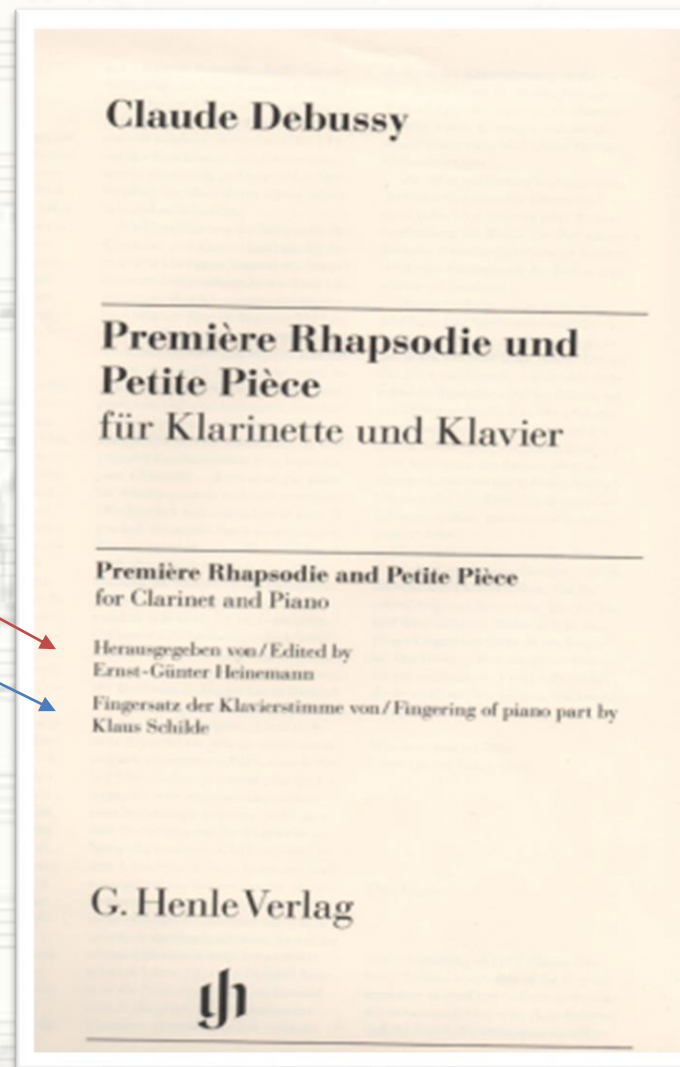 Claude Debussy
Première Rhapsodie und
Petite Pièce
für Klarinette und Klavier
Première Rhapsodie and Petite Pièce
for Clarinet and Piano
Herausgegeben von/Edited by
Ernst-Günter Heinemann
Fingersatz der Klavierstimme von/Fingering of piano part by
Klaus Schilde
G. Henle Verlag